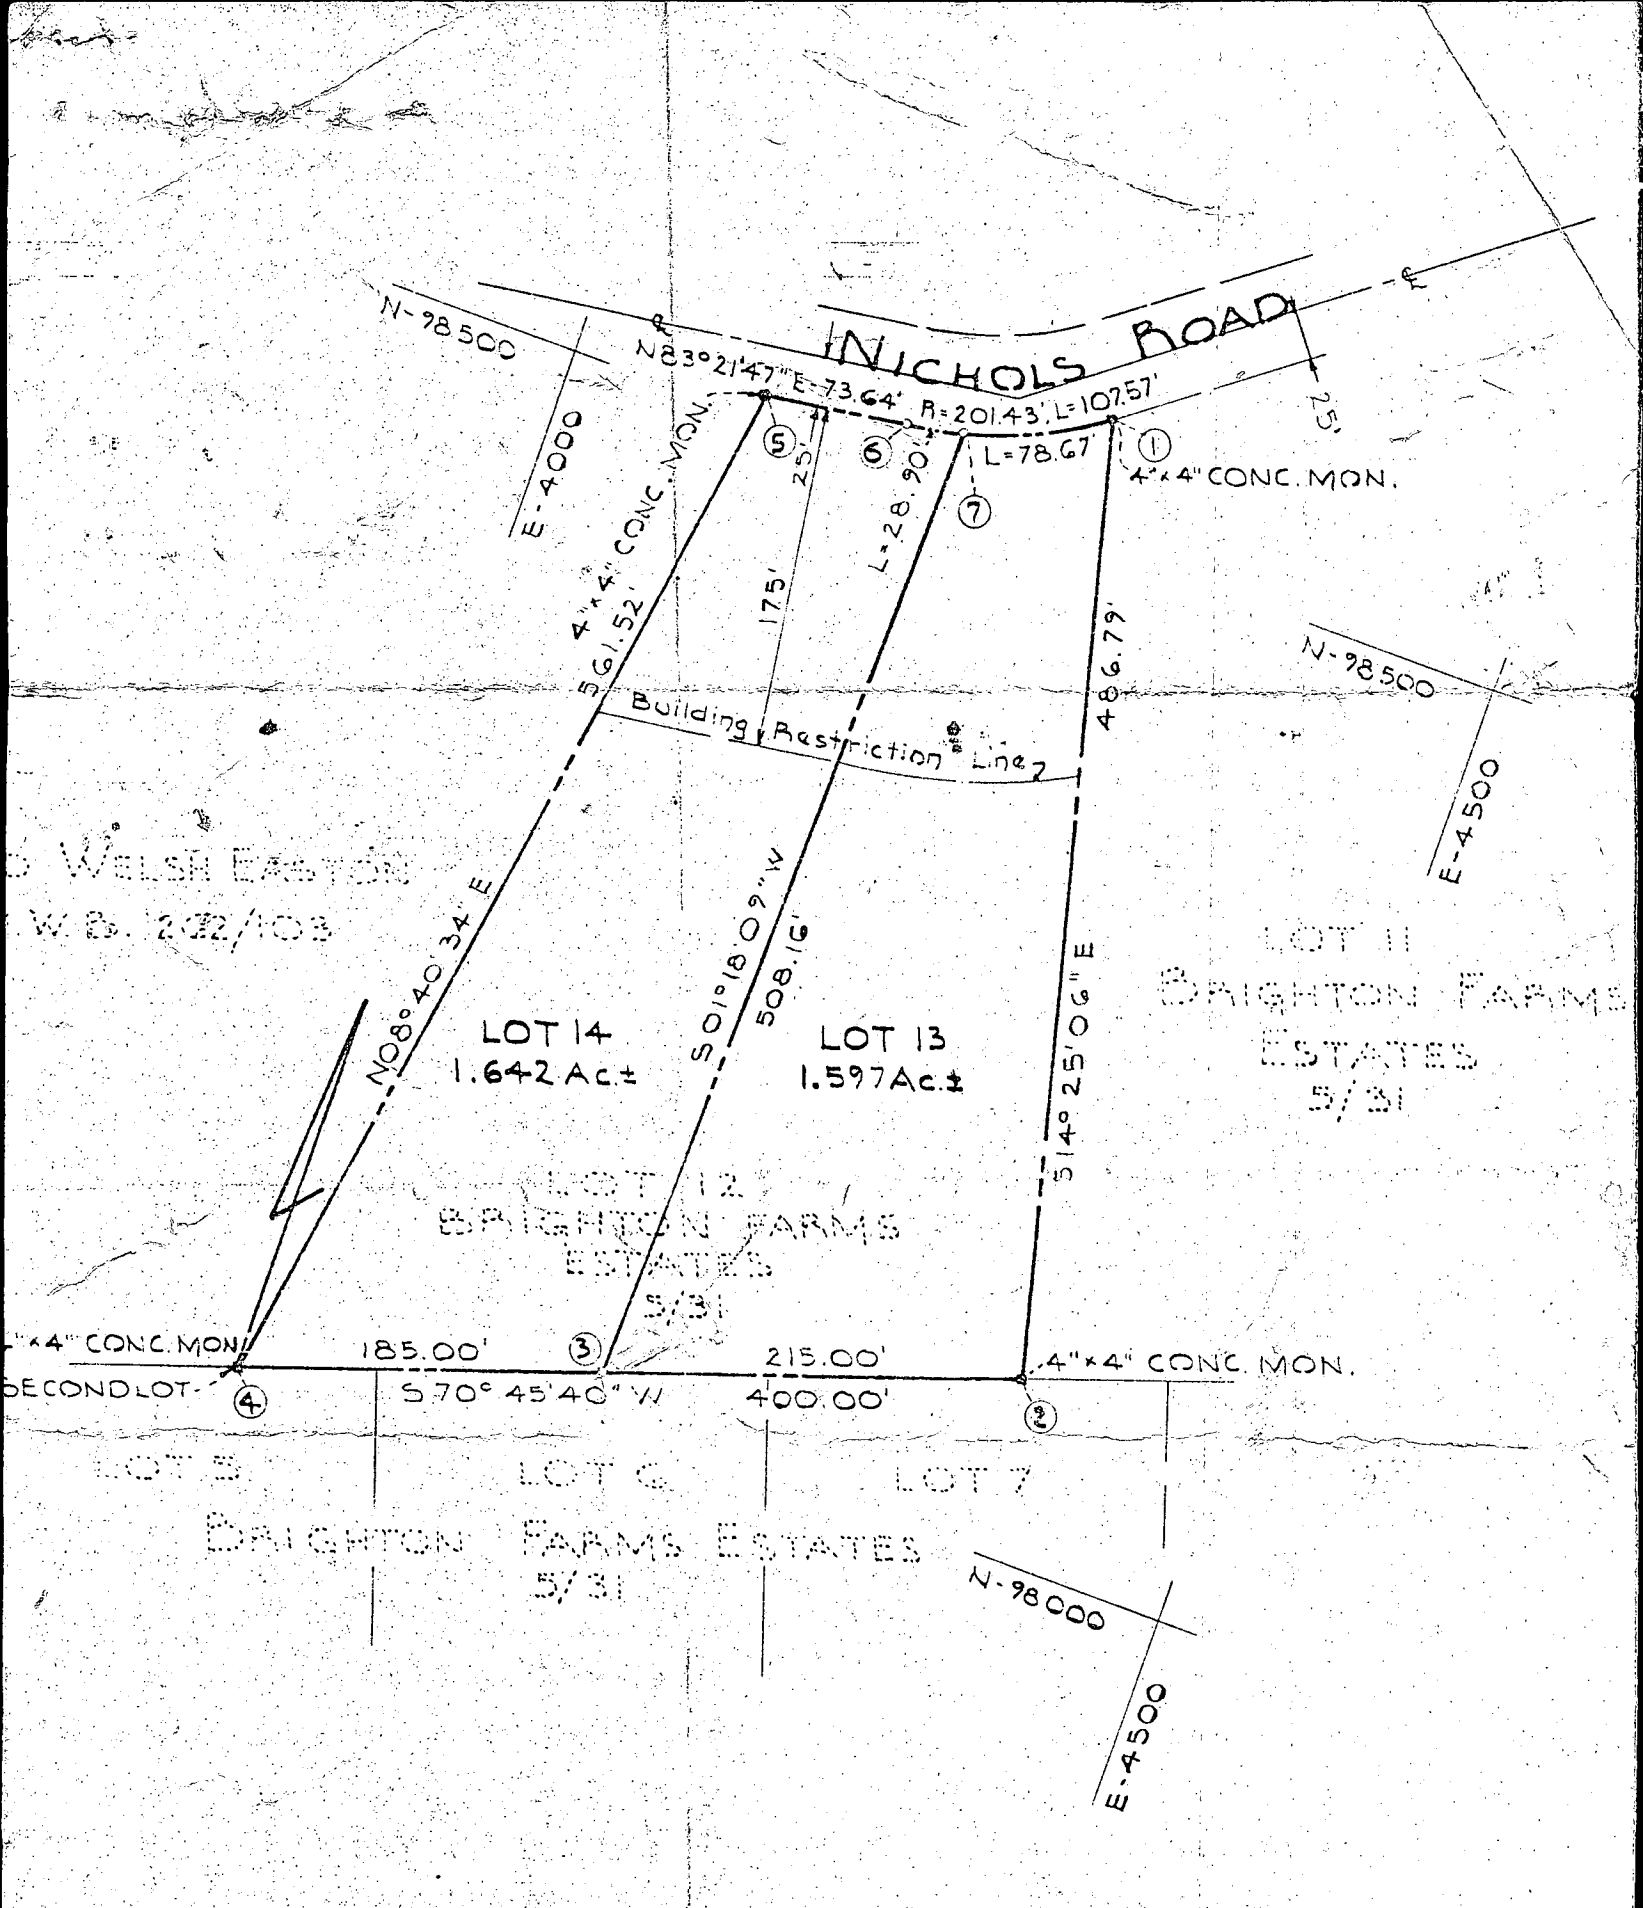 NICHOLS ROAD
℄
℄
N-98500
E-4000
N83°21'47"E-73.64'
R=201.43', L=107.57'
L=78.67'
L=28.90'
25'
25'
175'
⑤
⑥
⑦
①
4"x4" CONC. MON.
4"x4" CONC. MON.
561.52'
486.79'
N-98500
E-4500
Building Restriction Line
WELSH EASTON
W.B. 202/103
N08°40'34"E
S01°18'09"W
508.16'
S14°25'06"E
LOT 14
1.642 Ac.±
LOT 13
1.597 Ac.±
LOT 11
BRIGHTON FARMS
ESTATES
5/31
LOT 12
BRIGHTON FARMS
ESTATES
5/31
4"x4" CONC. MON.
SECOND LOT
④
185.00'
③
215.00'
S70°45'40"W
400.00'
4"x4" CONC. MON.
②
LOT 5
LOT 6
LOT 7
BRIGHTON FARMS ESTATES
5/31
N-98000
E-4500